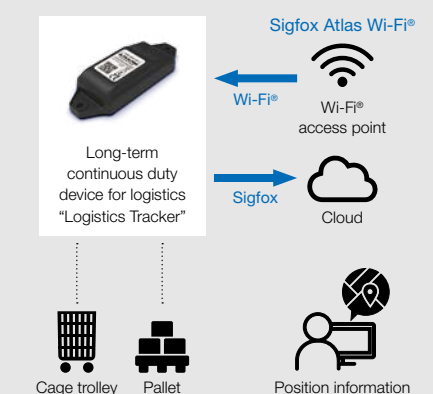 Sigfox Atlas Wi-Fi®
Wi-Fi®
Wi-Fi®
access point
Long-term
continuous duty
device for logistics
“Logistics Tracker”
Sigfox
Cloud
Cage trolley
Pallet
Position information